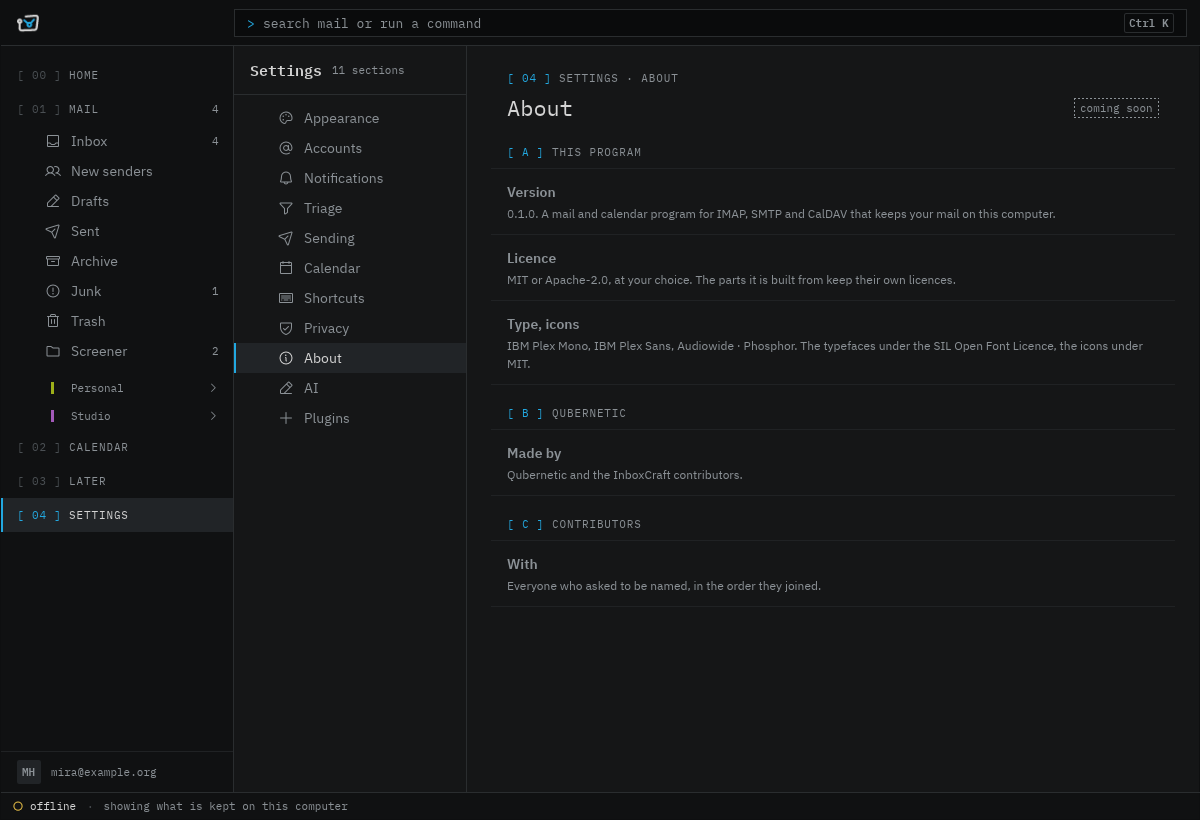 > search mail or run a command Ctrl K
[ 00 ] HOME
[ 01 ] MAIL 4
Inbox 4
New senders
Drafts
Sent
Archive
Junk 1
Trash
Screener 2
Personal
Studio
[ 02 ] CALENDAR
[ 03 ] LATER
[ 04 ] SETTINGS
MH mira@example.org
Settings 11 sections
Appearance
Accounts
Notifications
Triage
Sending
Calendar
Shortcuts
Privacy
About
AI
Plugins
[ 04 ] SETTINGS · ABOUT
About coming soon
[ A ] THIS PROGRAM
Version
0.1.0. A mail and calendar program for IMAP, SMTP and CalDAV that keeps your mail on this computer.
Licence
MIT or Apache-2.0, at your choice. The parts it is built from keep their own licences.
Type, icons
IBM Plex Mono, IBM Plex Sans, Audiowide · Phosphor. The typefaces under the SIL Open Font Licence, the icons under
MIT.
[ B ] QUBERNETIC
Made by
Qubernetic and the InboxCraft contributors.
[ C ] CONTRIBUTORS
With
Everyone who asked to be named, in the order they joined.
offline · showing what is kept on this computer